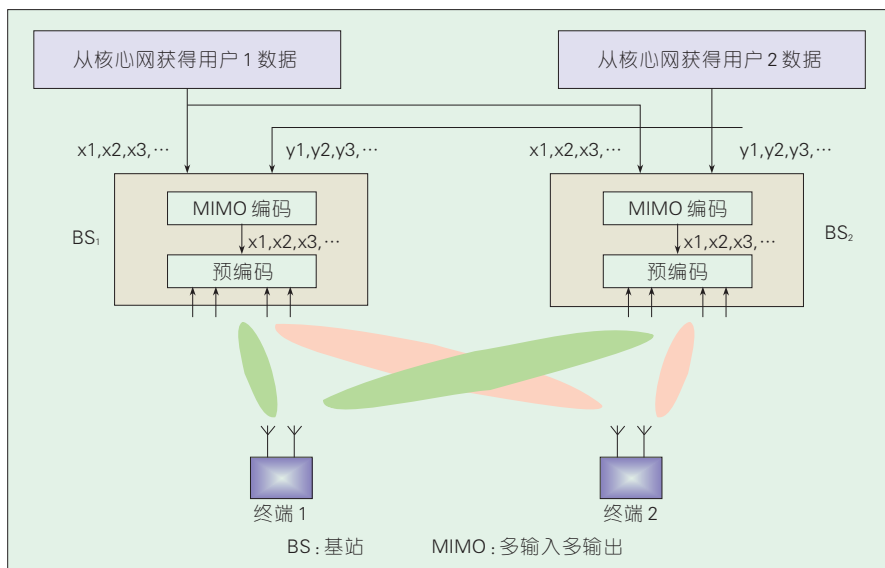 从核心网获得用户1数据
从核心网获得用户2数据
x1,x2,x3,…
y1,y2,y3,…
x1,x2,x3,…
y1,y2,y3,…
MIMO 编码
MIMO 编码
BS₁
x1,x2,x3,…
x1,x2,x3,…
BS₂
预编码
预编码
终端1
终端2
BS:基站
MIMO:多输入多输出